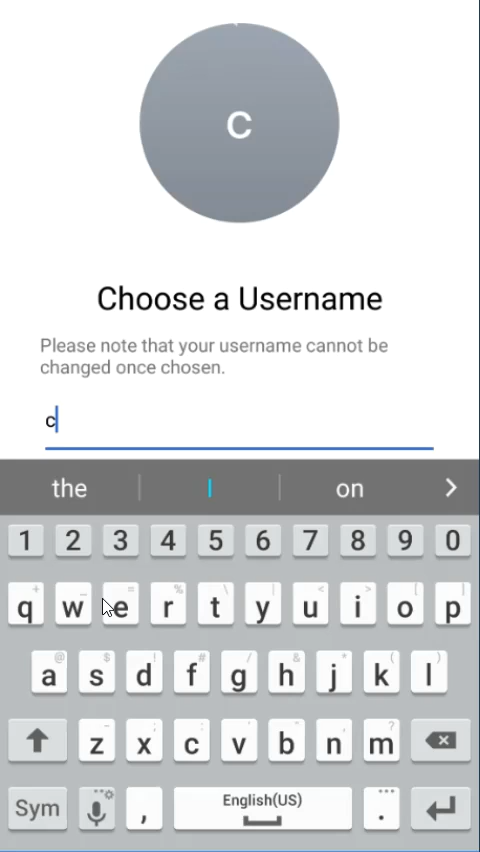 C
Choose a Username
Please note that your username cannot be
changed once chosen.
c
the I on
1 2 3 4 5 6 7 8 9 0
q w e r t y u i o p
a s d f g h j k l
z x c v b n m
Sym , English(US) .